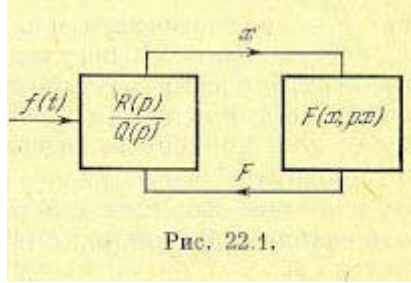 x
f(t)
R(p)
Q(p)
F(x, px)
F
Рис. 22.1.